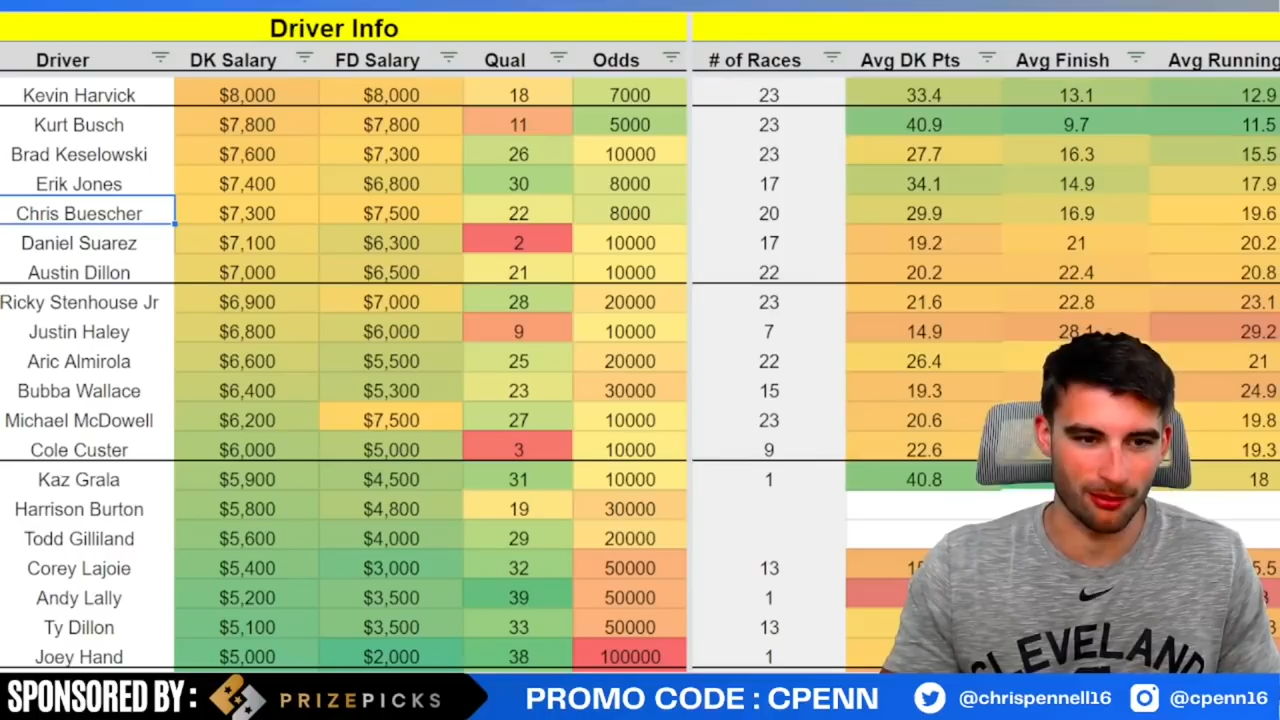 Driver Info
Driver DK Salary FD Salary Qual Odds # of Races Avg DK Pts Avg Finish Avg Running
Kevin Harvick $8,000 $8,000 18 7000 23 33.4 13.1 12.9
Kurt Busch $7,800 $7,800 11 5000 23 40.9 9.7 11.5
Brad Keselowski $7,600 $7,300 26 10000 23 27.7 16.3 15.5
Erik Jones $7,400 $6,800 30 8000 17 34.1 14.9 17.9
Chris Buescher $7,300 $7,500 22 8000 20 29.9 16.9 19.6
Daniel Suarez $7,100 $6,300 2 10000 17 19.2 21 20.2
Austin Dillon $7,000 $6,500 21 10000 22 20.2 22.4 20.8
Ricky Stenhouse Jr $6,900 $7,000 28 20000 23 21.6 22.8 23.1
Justin Haley $6,800 $6,000 9 10000 7 14.9 28.1 29.2
Aric Almirola $6,600 $5,500 25 20000 22 26.4 21
Bubba Wallace $6,400 $5,300 23 30000 15 19.3 24.9
Michael McDowell $6,200 $7,500 27 10000 23 20.6 19.8
Cole Custer $6,000 $5,000 3 10000 9 22.6 19.3
Kaz Grala $5,900 $4,500 31 10000 1 40.8 18
Harrison Burton $5,800 $4,800 19 30000
Todd Gilliland $5,600 $4,000 29 20000
Corey Lajoie $5,400 $3,000 32 50000 13
Andy Lally $5,200 $3,500 39 50000 1
Ty Dillon $5,100 $3,500 33 50000 13
Joey Hand $5,000 $2,000 38 100000 1
CLEVELAND
SPONSORED BY: PRIZEPICKS PROMO CODE : CPENN @chrispennell16 @cpenn16